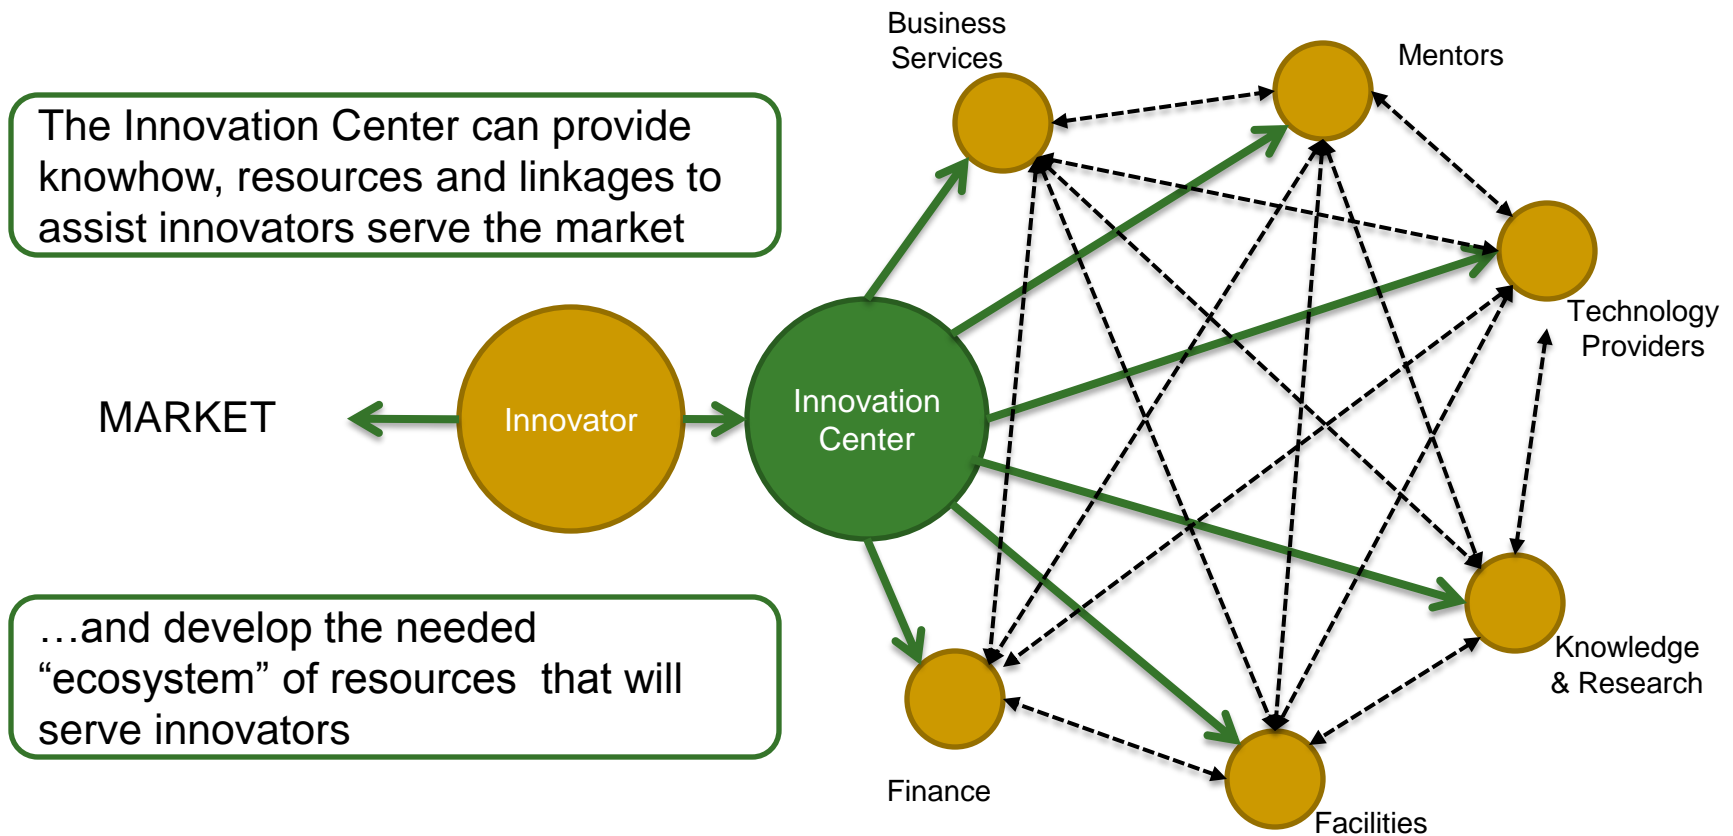 Business
Services
Mentors
The Innovation Center can provide
knowhow, resources and linkages to
assist innovators serve the market
Technology
Providers
MARKET
Innovator
Innovation
Center
…and develop the needed
“ecosystem” of resources  that will
serve innovators
Knowledge
& Research
Finance
Facilities